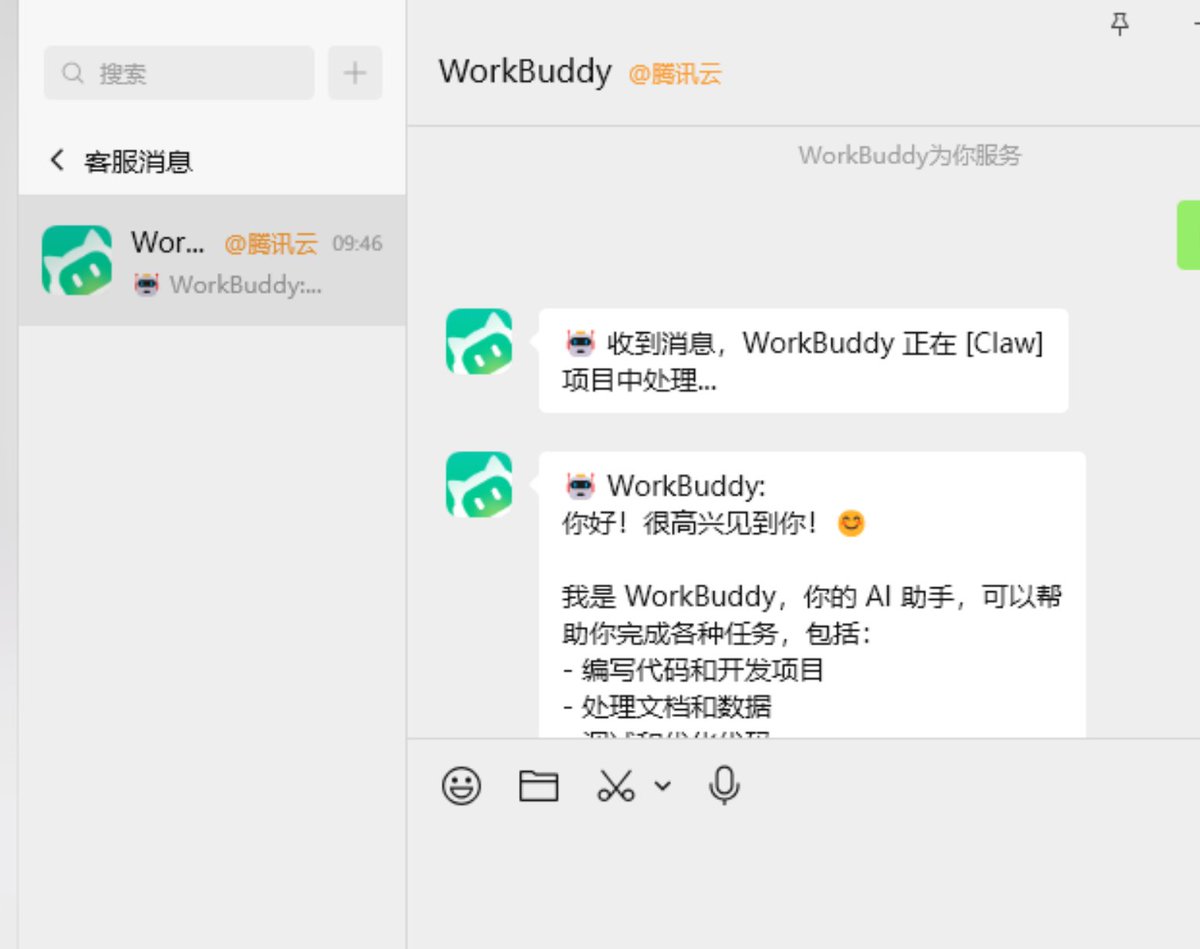 搜索
WorkBuddy @腾讯云
客服消息
WorkBuddy为你服务
Wor... @腾讯云 09:46
WorkBuddy:...
收到消息，WorkBuddy 正在 [Claw]
项目中处理...
WorkBuddy:
你好！很高兴见到你！
我是 WorkBuddy，你的 AI 助手，可以帮
助你完成各种任务，包括：
- 编写代码和开发项目
- 处理文档和数据